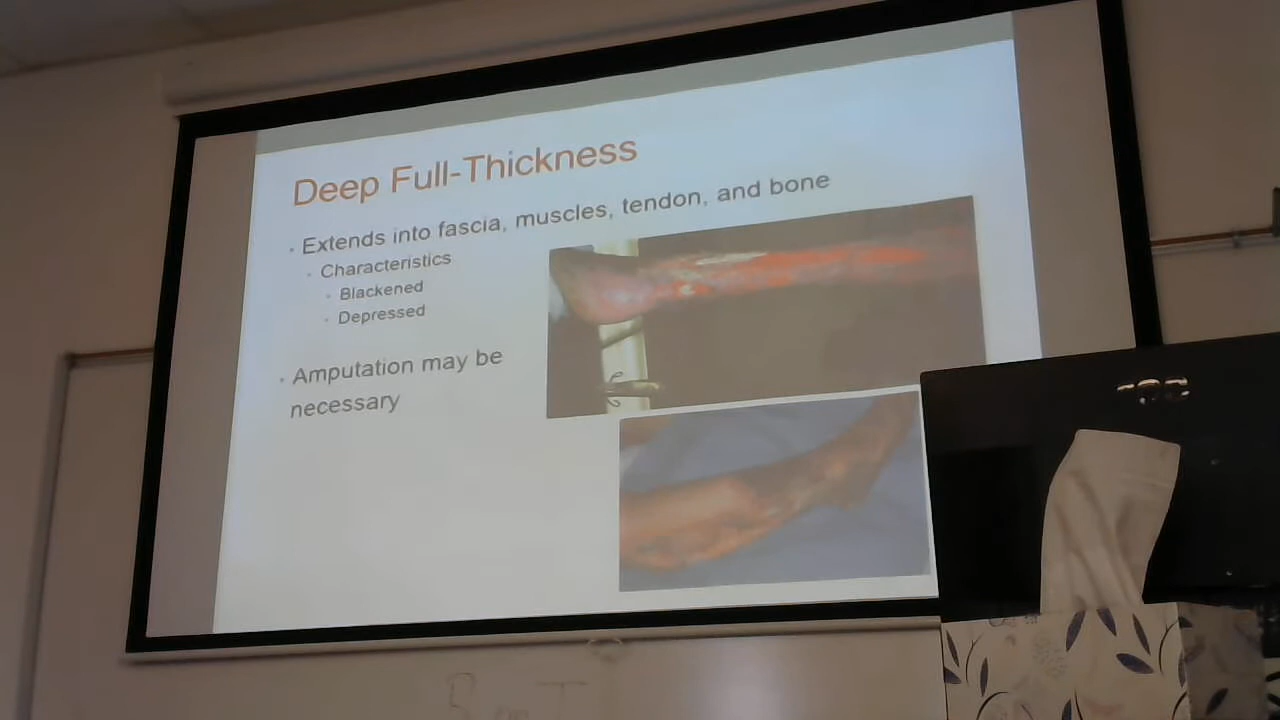 Deep Full-Thickness
Extends into fascia, muscles, tendon, and bone
Characteristics
Blackened
Depressed
Amputation may be
necessary